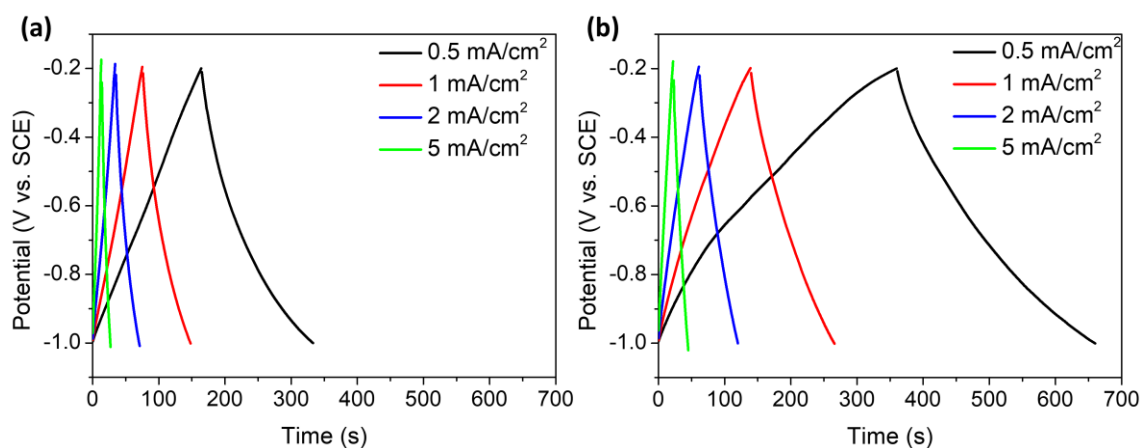 (a)
0.5 mA/cm²
1 mA/cm²
2 mA/cm²
5 mA/cm²
-0.2
-0.4
-0.6
-0.8
-1.0
Potential (V vs. SCE)
0 100 200 300 400 500 600 700
Time (s)
(b)
0.5 mA/cm²
1 mA/cm²
2 mA/cm²
5 mA/cm²
-0.2
-0.4
-0.6
-0.8
-1.0
Potential (V vs. SCE)
0 100 200 300 400 500 600 700
Time (s)